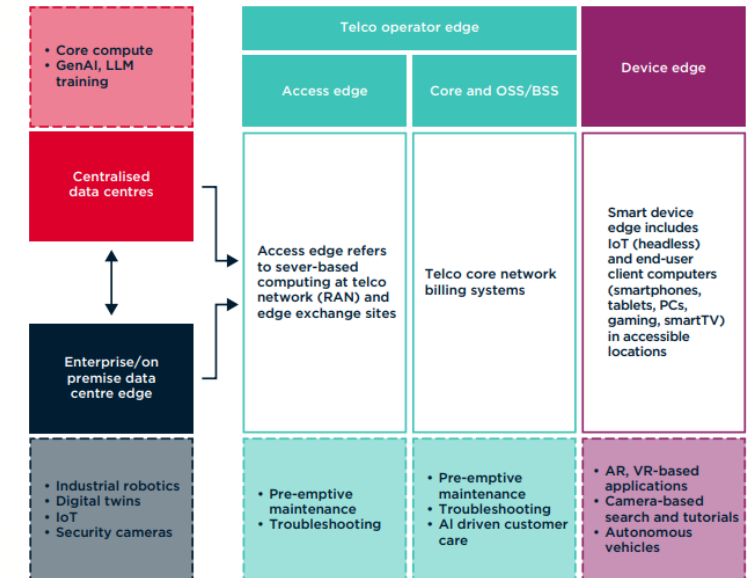 • Core compute
• GenAI, LLM
training
Centralised
data centres
Enterprise/on
premise data
centre edge
• Industrial robotics
• Digital twins
• IoT
• Security cameras
Telco operator edge
Access edge
Core and OSS/BSS
Access edge refers
to sever-based
computing at telco
network (RAN) and
edge exchange sites
Telco core network
billing systems
• Pre-emptive
maintenance
• Troubleshooting
• Pre-emptive
maintenance
• Troubleshooting
• AI driven customer
care
Device edge
Smart device
edge includes
IoT (headless)
and end-user
client computers
(smartphones,
tablets, PCs,
gaming, smartTV)
in accessible
locations
• AR, VR-based
applications
• Camera-based
search and tutorials
• Autonomous
vehicles